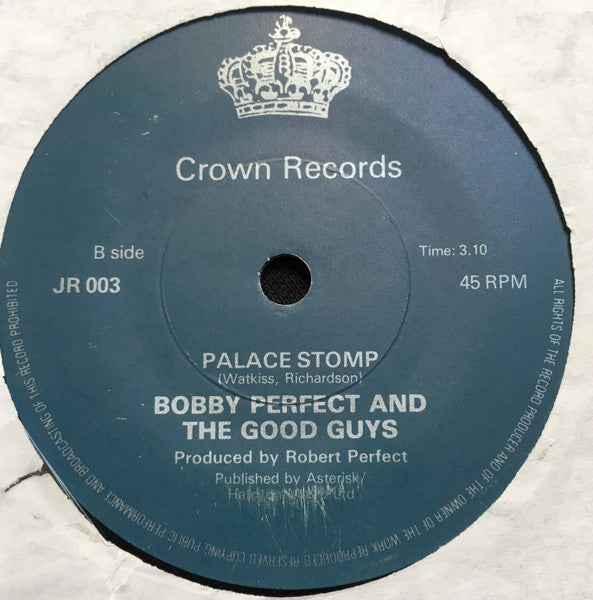 Crown Records
B side
Time: 3.10
JR 003
45 RPM
PALACE STOMP
(Watkiss, Richardson)
BOBBY PERFECT AND
THE GOOD GUYS
Produced by Robert Perfect
Published by Asterisk/
Ltd
ALL RIGHTS OF THE RECORD PRODUCER AND OF THE OWNER OF THE WORK REPRODUCED RESERVED COPYING PUBLIC PERFORMANCE AND BROADCASTING OF THIS RECORD PROHIBITED